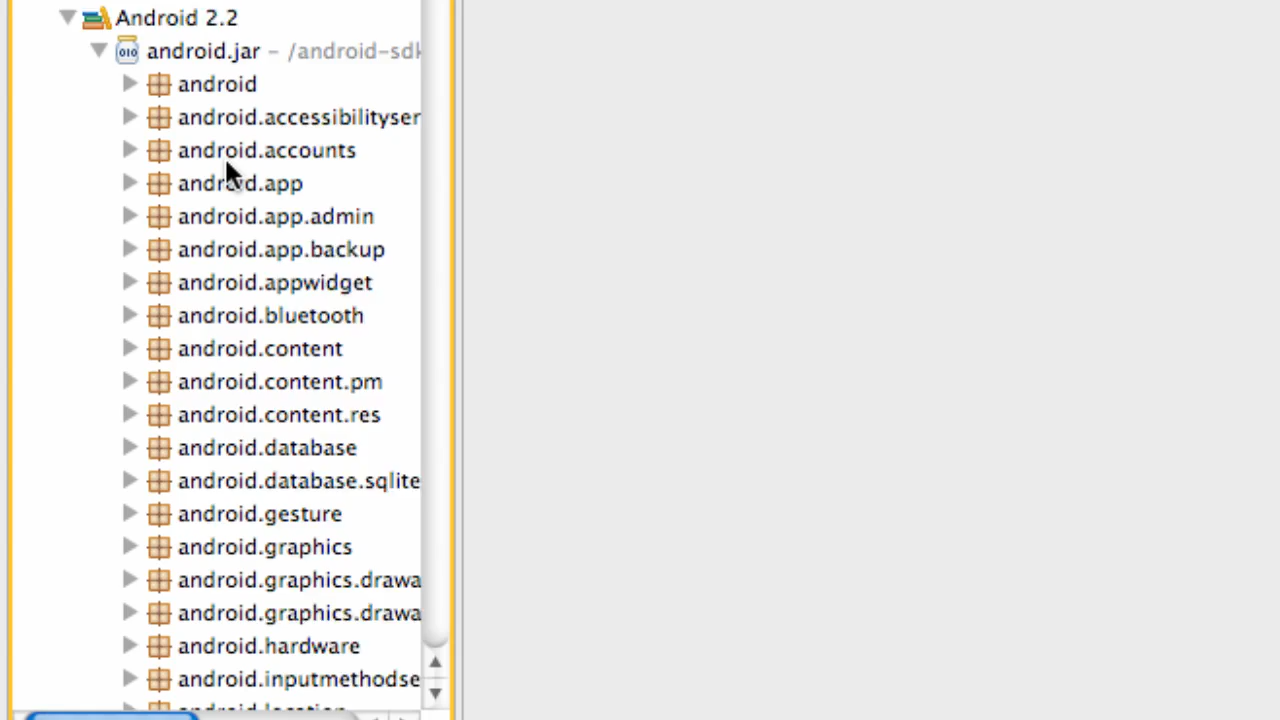 Android 2.2
android.jar – /android-sdk
android
android.accessibilityser
android.accounts
android.app
android.app.admin
android.app.backup
android.appwidget
android.bluetooth
android.content
android.content.pm
android.content.res
android.database
android.database.sqlite
android.gesture
android.graphics
android.graphics.drawa
android.graphics.drawa
android.hardware
android.inputmethodse
android.location